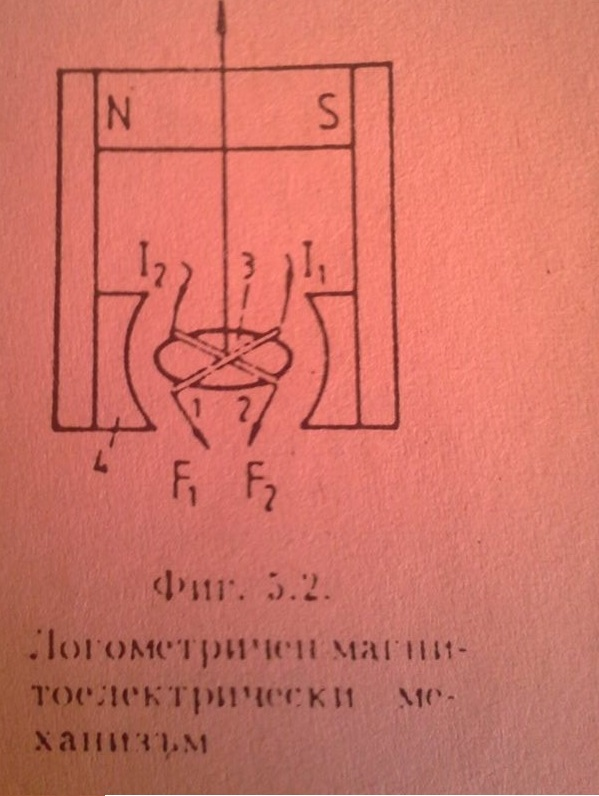 N S
I₂ 3 I₁
1 2
4
F₁ F₂
Фиг. 5.2.
Логометричен магни-
тоелектрически ме-
ханизъм